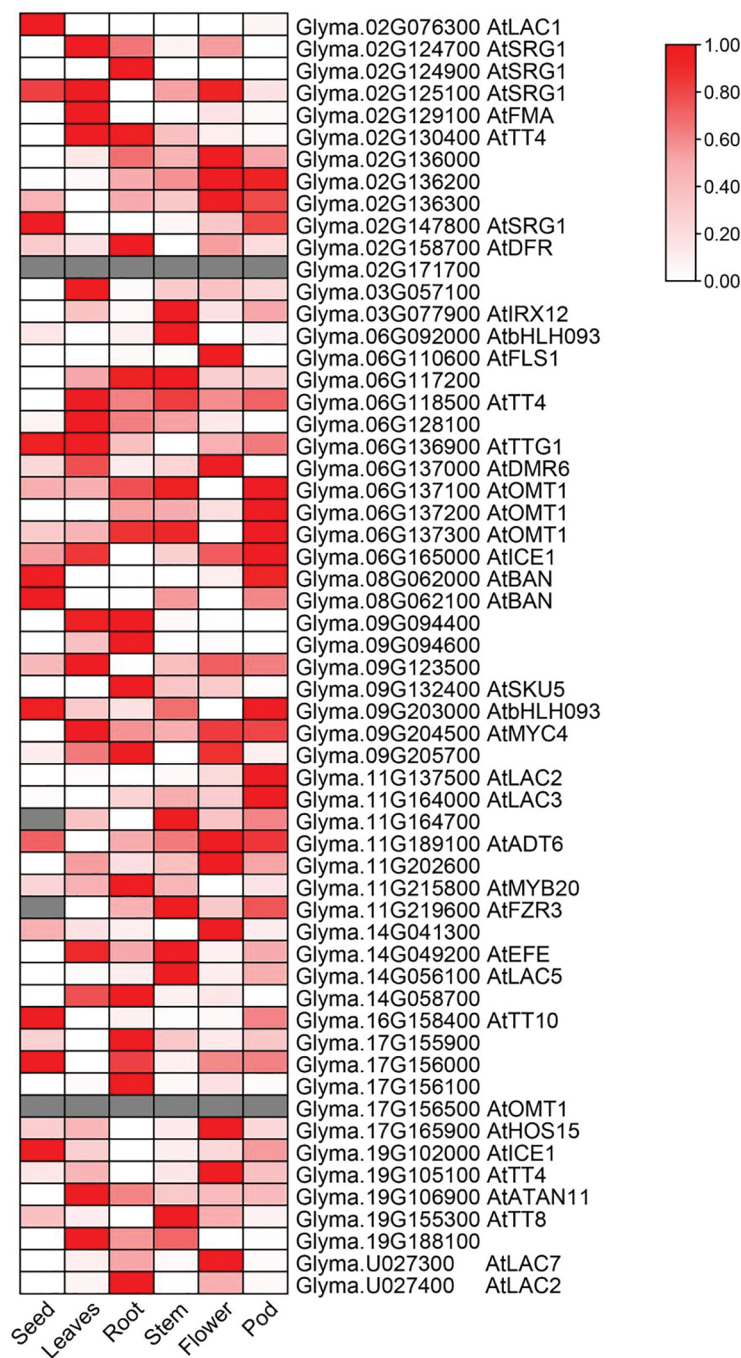 Glyma.02G076300 AtLAC1
Glyma.02G124700 AtSRG1
Glyma.02G124900 AtSRG1
Glyma.02G125100 AtSRG1
Glyma.02G129100 AtFMA
Glyma.02G130400 AtTT4
Glyma.02G136000
Glyma.02G136200
Glyma.02G136300
Glyma.02G147800 AtSRG1
Glyma.02G158700 AtDFR
Glyma.02G171700
Glyma.03G057100
Glyma.03G077900 AtIRX12
Glyma.06G092000 AtbHLH093
Glyma.06G110600 AtFLS1
Glyma.06G117200
Glyma.06G118500 AtTT4
Glyma.06G128100
Glyma.06G136900 AtTTG1
Glyma.06G137000 AtDMR6
Glyma.06G137100 AtOMT1
Glyma.06G137200 AtOMT1
Glyma.06G137300 AtOMT1
Glyma.06G165000 AtICE1
Glyma.08G062000 AtBAN
Glyma.08G062100 AtBAN
Glyma.09G094400
Glyma.09G094600
Glyma.09G123500
Glyma.09G132400 AtSKU5
Glyma.09G203000 AtbHLH093
Glyma.09G204500 AtMYC4
Glyma.09G205700
Glyma.11G137500 AtLAC2
Glyma.11G164000 AtLAC3
Glyma.11G164700
Glyma.11G189100 AtADT6
Glyma.11G202600
Glyma.11G215800 AtMYB20
Glyma.11G219600 AtFZR3
Glyma.14G041300
Glyma.14G049200 AtEFE
Glyma.14G056100 AtLAC5
Glyma.14G058700
Glyma.16G158400 AtTT10
Glyma.17G155900
Glyma.17G156000
Glyma.17G156100
Glyma.17G156500 AtOMT1
Glyma.17G165900 AtHOS15
Glyma.19G102000 AtICE1
Glyma.19G105100 AtTT4
Glyma.19G106900 AtATAN11
Glyma.19G155300 AtTT8
Glyma.19G188100
Glyma.U027300 AtLAC7
Glyma.U027400 AtLAC2
Seed Leaves Root Stem Flower Pod
1.00
0.80
0.60
0.40
0.20
0.00